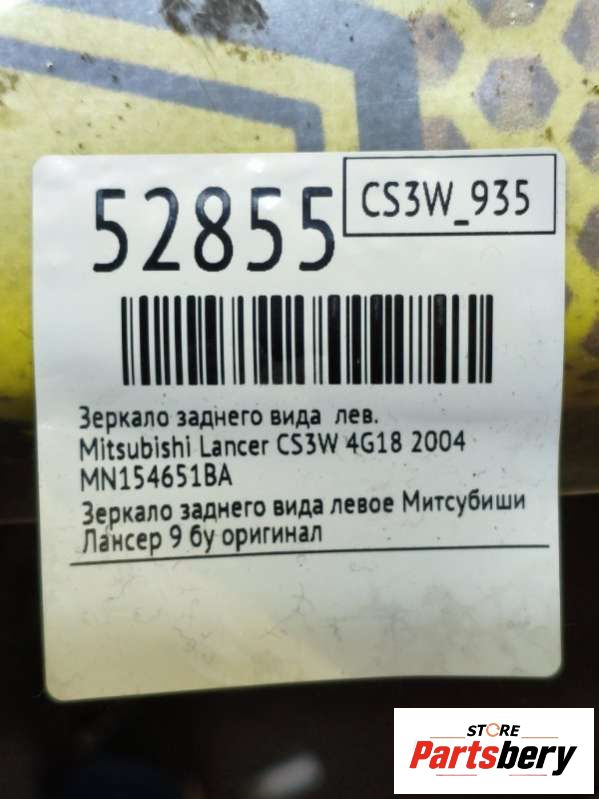 52855
CS3W_935
Зеркало заднего вида лев.
Mitsubishi Lancer CS3W 4G18 2004
MN154651BA
Зеркало заднего вида левое Митсубиши
Лансер 9 бу оригинал
STORE
Partsbery